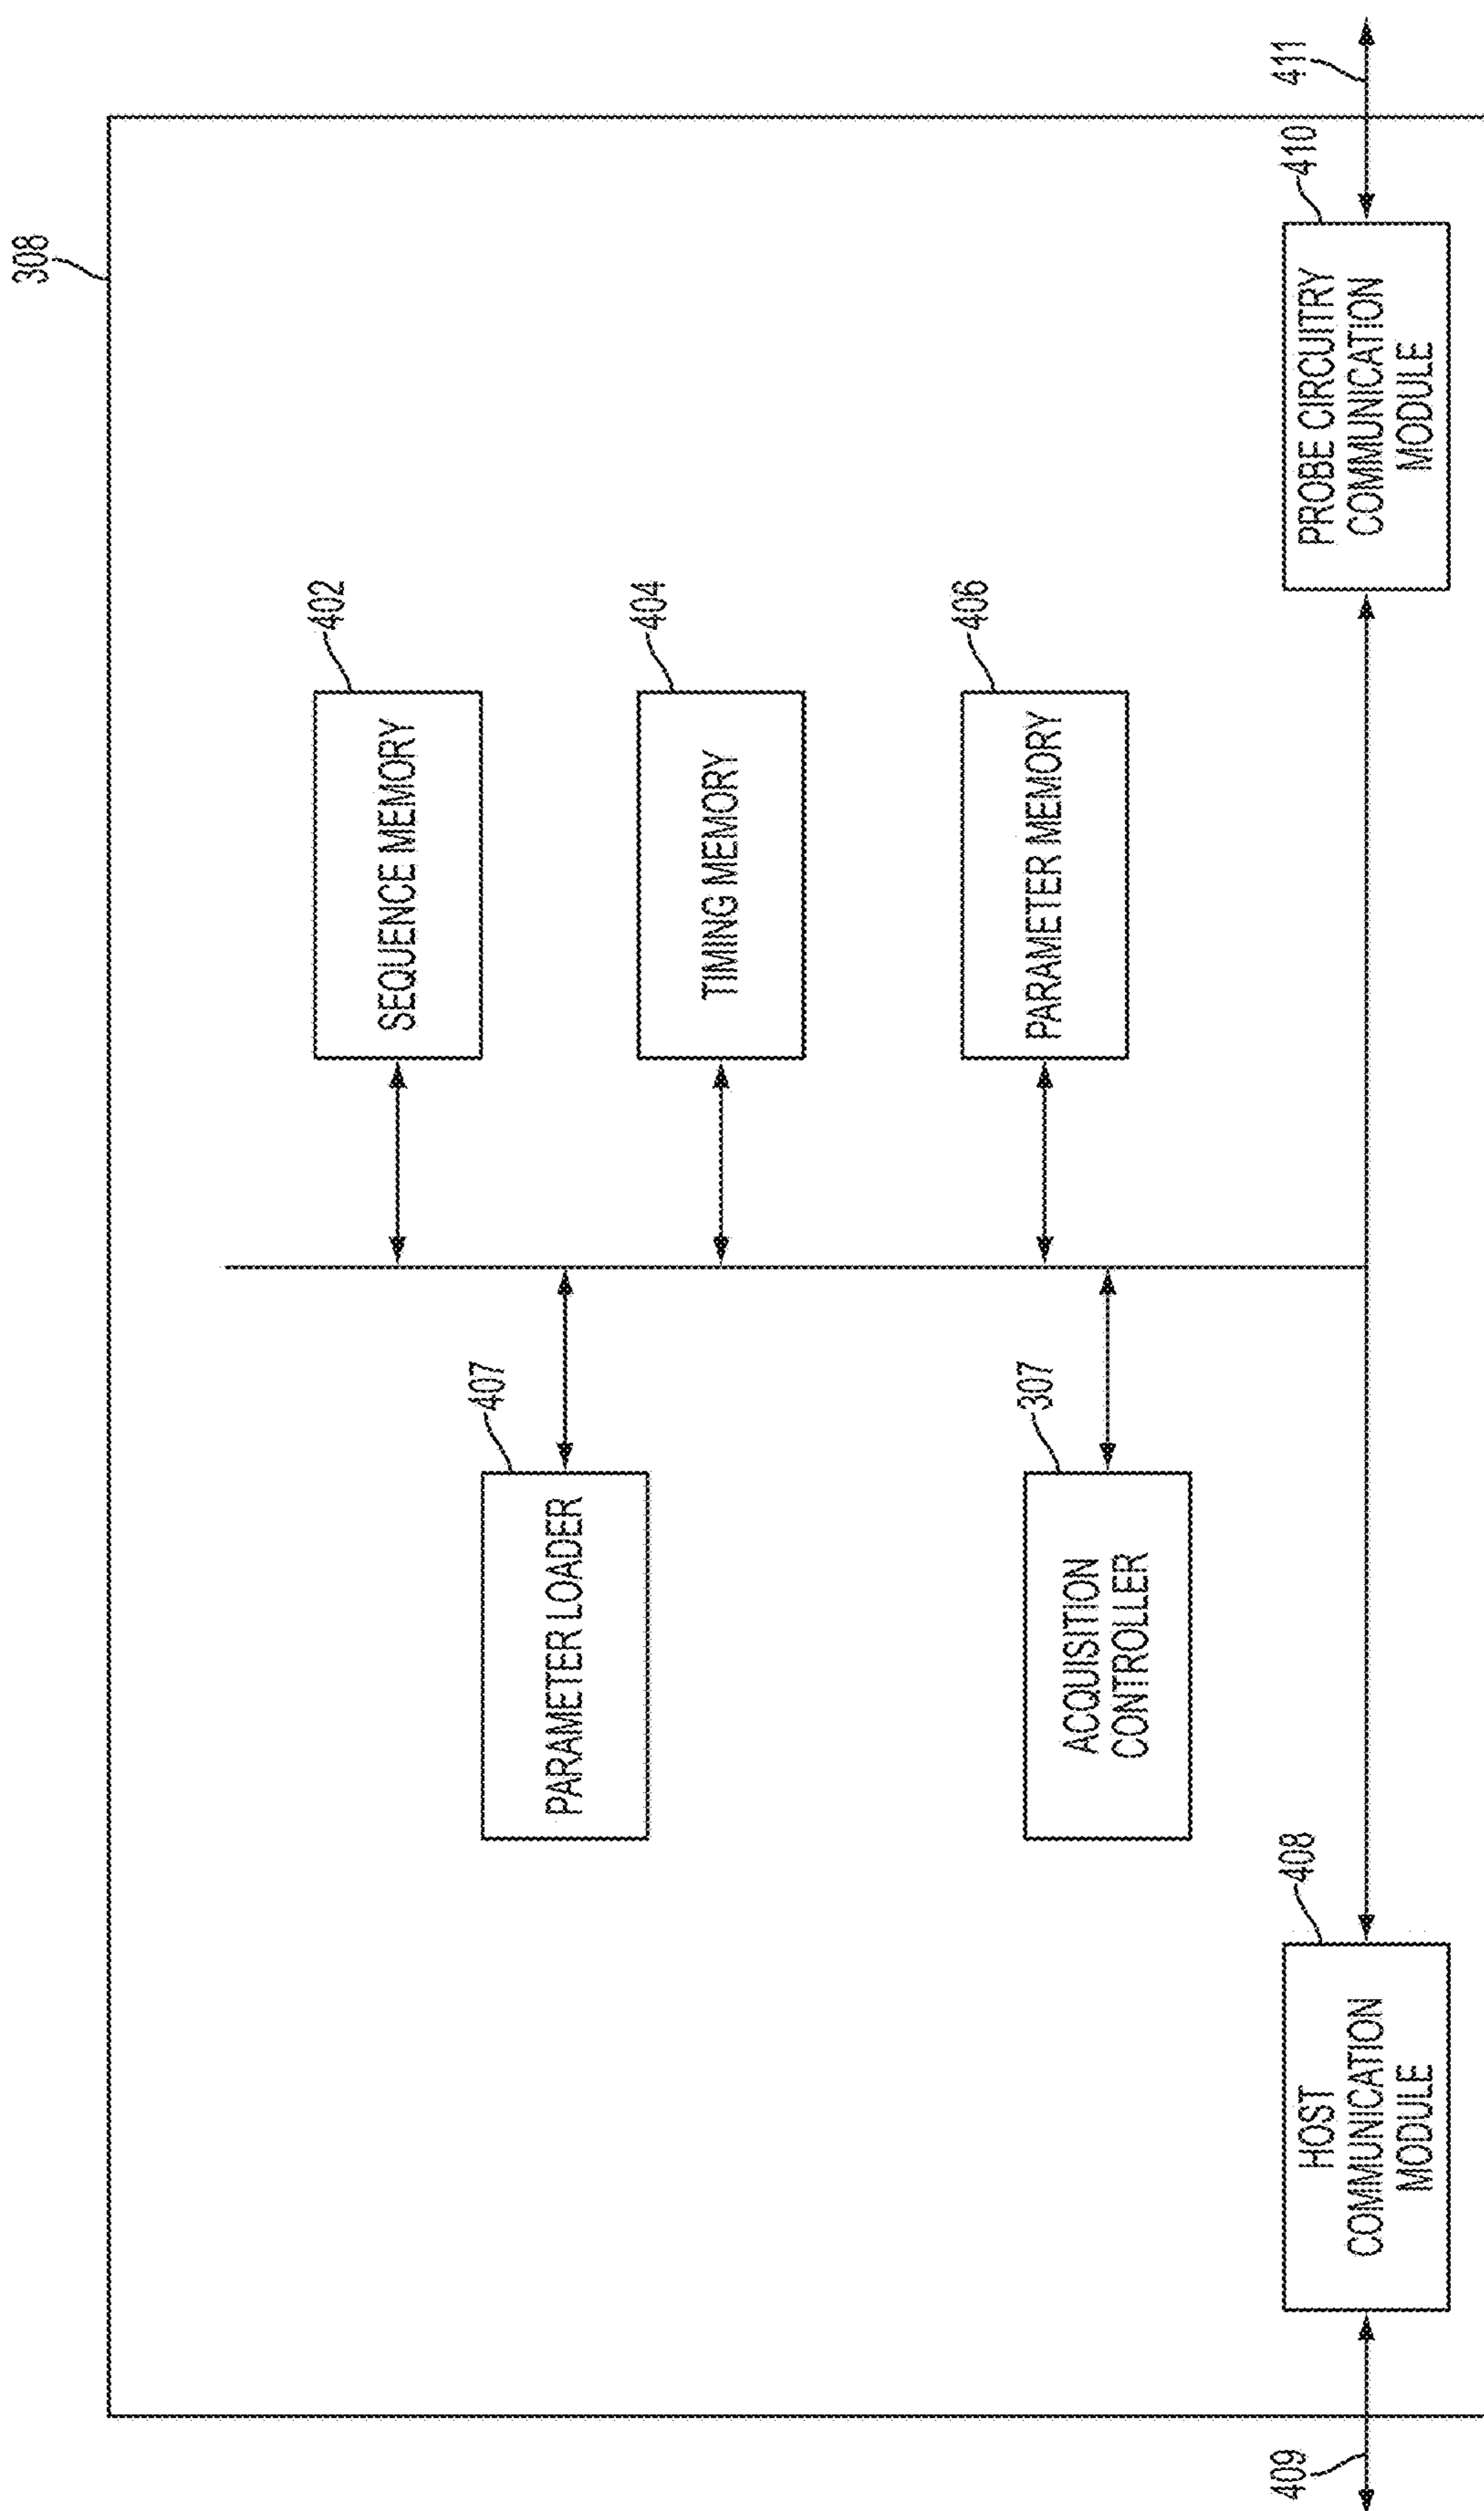 308
402
SEQUENCE MEMORY
407
PARAMETER LOADER
404
TIMING MEMORY
406
PARAMETER MEMORY
307
ACQUISITION
CONTROLLER
409
408
HOST
COMMUNICATION
MODULE
410
PROBE CIRCUITRY
COMMUNICATION
MODULE
411